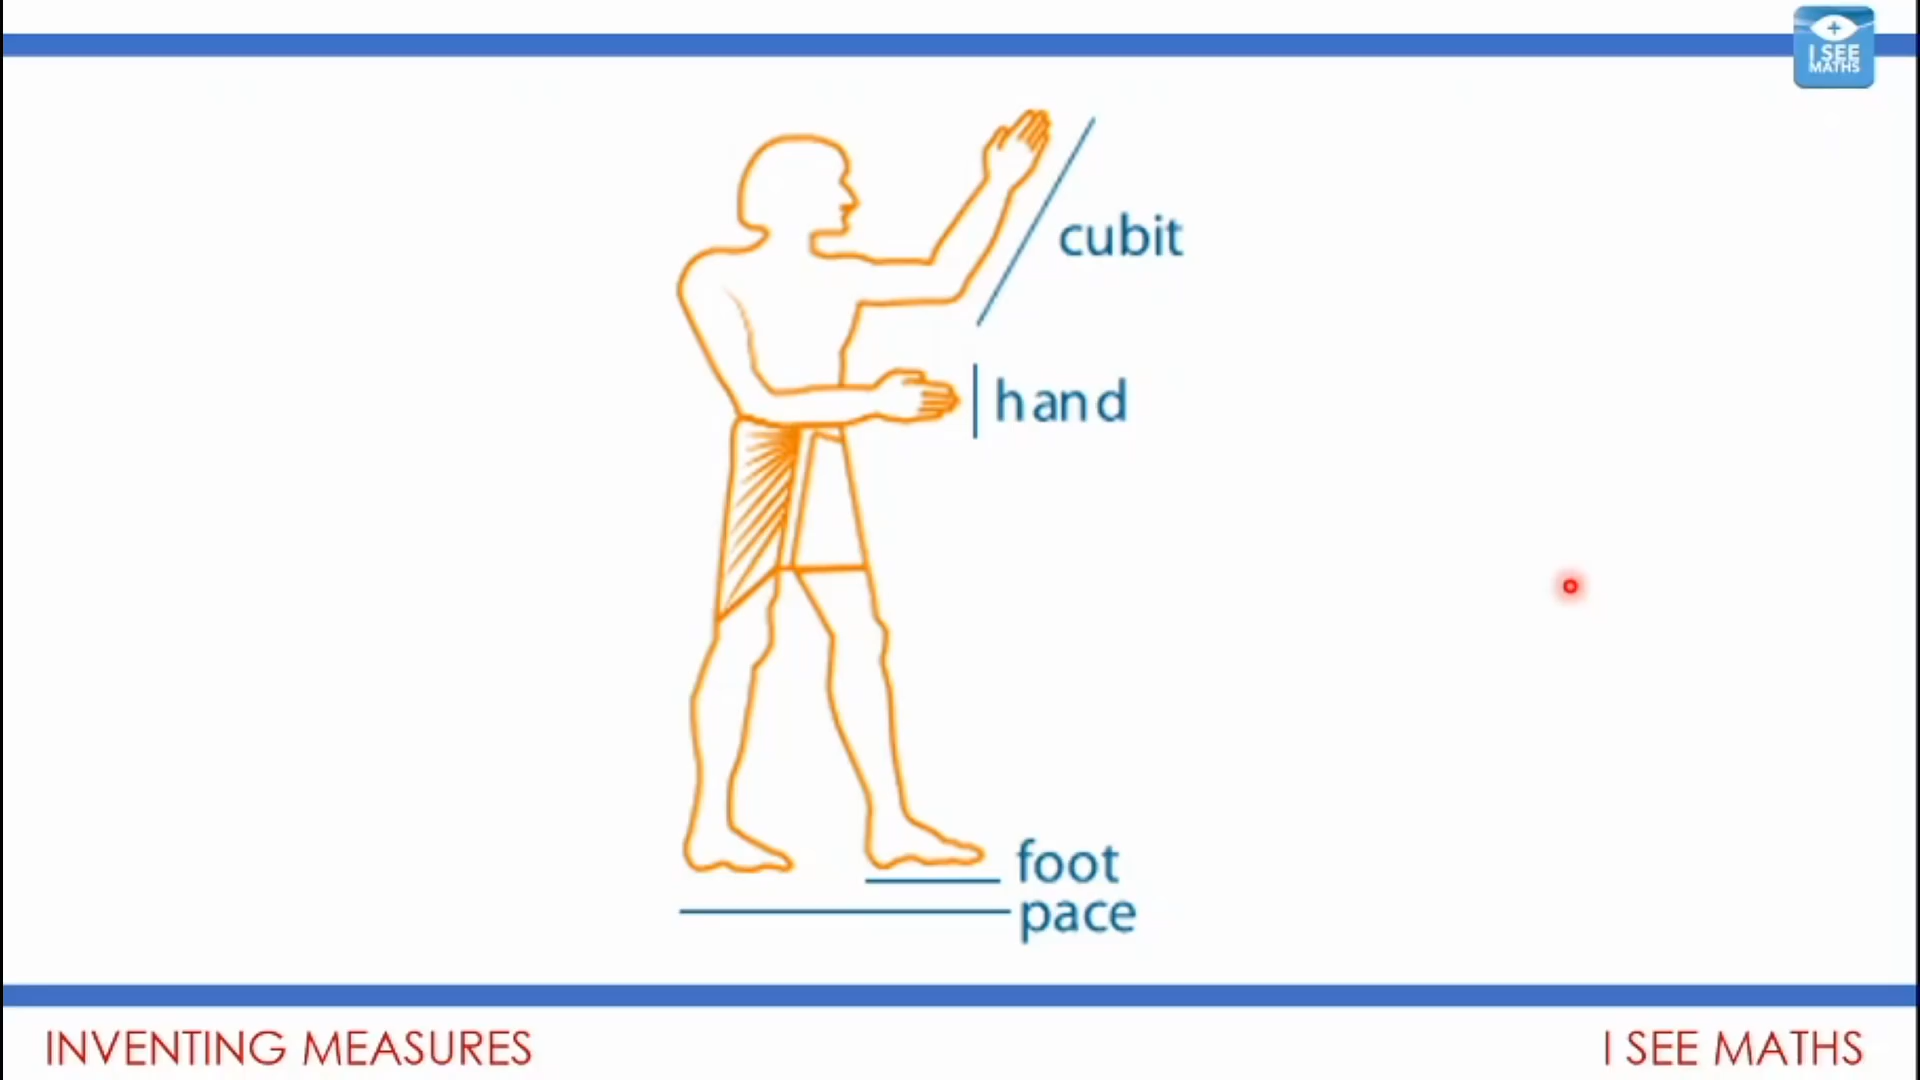 I SEE
MATHS
cubit
hand
foot
pace
INVENTING MEASURES
I SEE MATHS